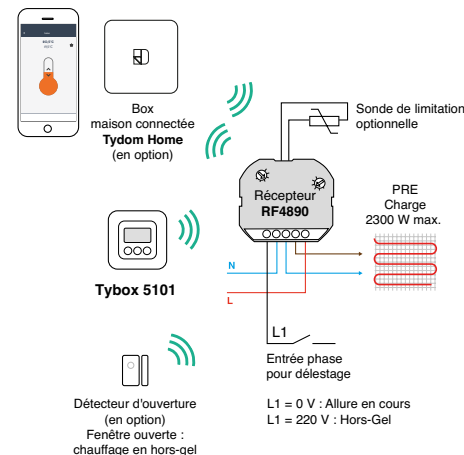 Box
maison connectée
Tydom Home
(en option)
Sonde de limitation
optionnelle
Récepteur
RF4890
PRE
Charge
2300 W max.
Tybox 5101
N
L
L1
Entrée phase
pour délestage
L1 = 0 V : Allure en cours
L1 = 220 V : Hors-Gel
Détecteur d'ouverture
(en option)
Fenêtre ouverte :
chauffage en hors-gel